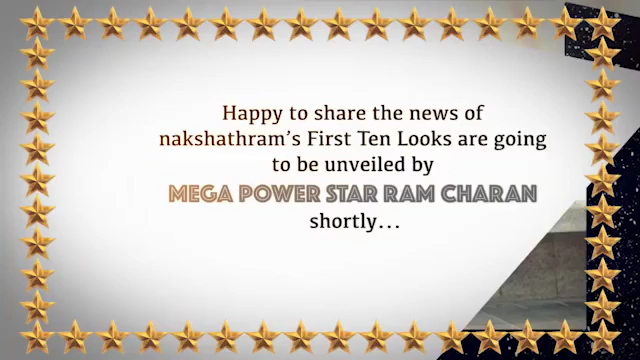 Happy to share the news of
nakshathram's First Ten Looks are going
to be unveiled by
MEGA POWER STAR RAM CHARAN
shortly...